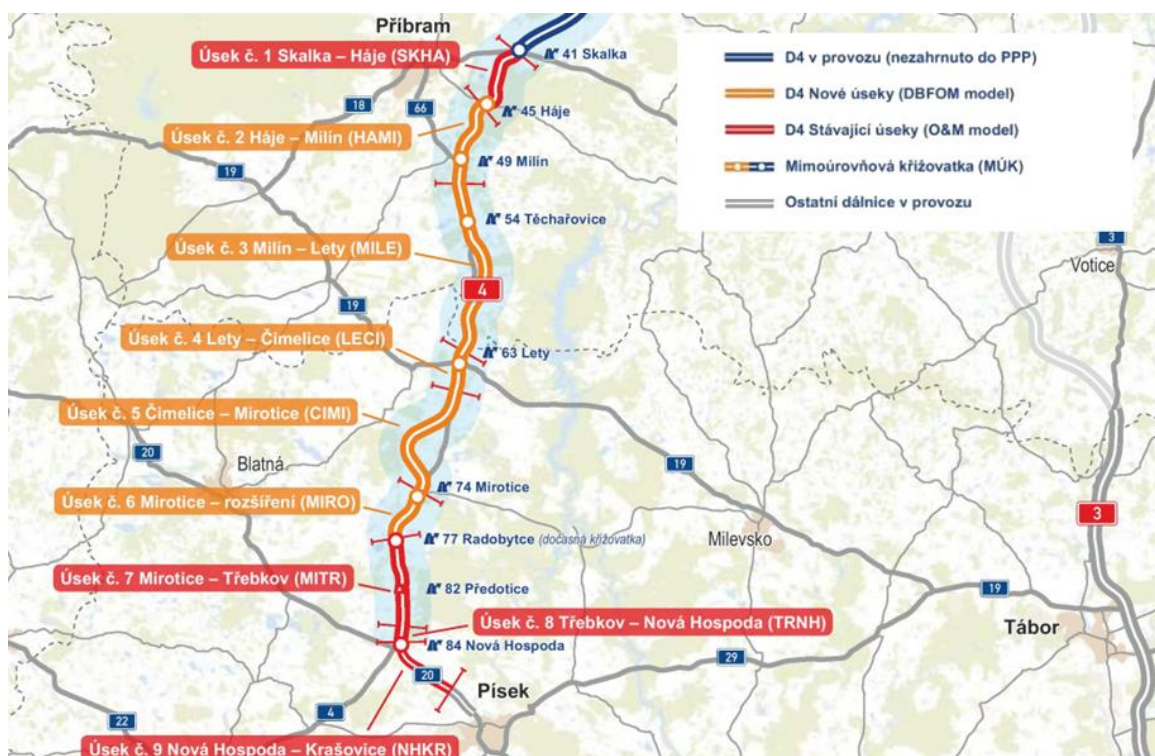 Příbram
Úsek č. 1 Skalka – Háje (SKHA)
41 Skalka
D4 v provozu (nezahrnuto do PPP)
D4 Nové úseky (DBFOM model)
D4 Stávající úseky (O&M model)
Mimoúrovňová křižovatka (MÚK)
Ostatní dálnice v provozu
18
66
45 Háje
Úsek č. 2 Háje – Milín (HAMI)
49 Milín
19
54 Těchařovice
3
Votice
Úsek č. 3 Milín – Lety (MILE)
4
19
Úsek č. 4 Lety – Čimelice (LECI)
63 Lety
Úsek č. 5 Čimelice – Mirotice (CIMI)
20
Blatná
19
74 Mirotice
Úsek č. 6 Mirotice – rozšíření (MIRO)
3
77 Radobytce (dočasná křižovatka)
Milevsko
Úsek č. 7 Mirotice – Třebkov (MITR)
82 Předotice
19
Úsek č. 8 Třebkov – Nová Hospoda (TRNH)
Tábor
84 Nová Hospoda
29
20
Písek
4
22
Úsek č. 9 Nová Hospoda – Krašovice (NHKR)